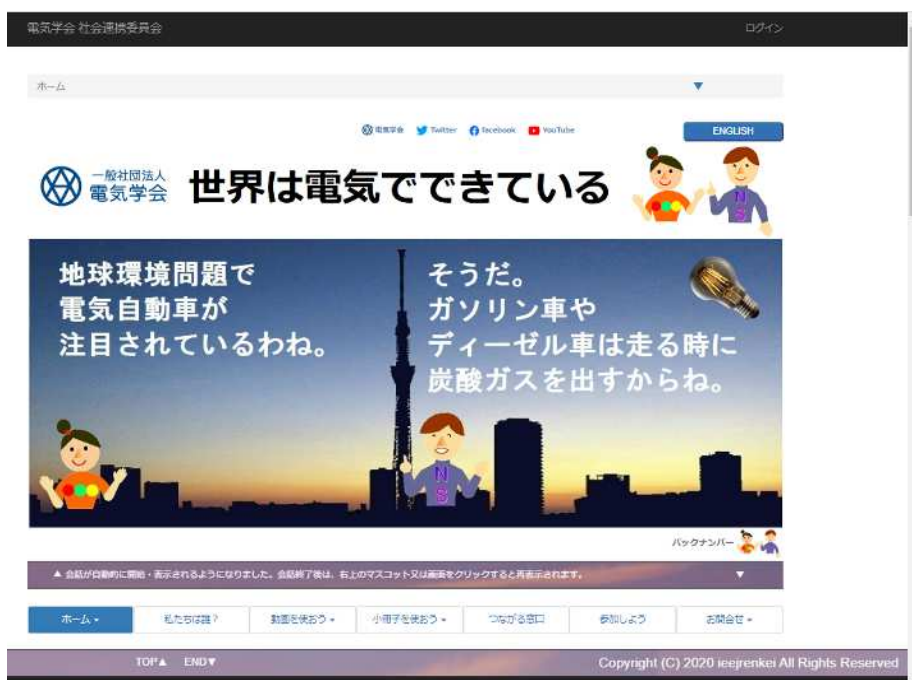 電気学会 社会連携委員会
ログイン
ホーム
▼
電気学会 Twitter facebook YouTube
ENGLISH
一般社団法人
電気学会
世界は電気でできている
地球環境問題で
電気自動車が
注目されているわね。
そうだ。
ガソリン車や
ディーゼル車は走る時に
炭酸ガスを出すからね。
N
S
バックナンバー
▲ 会話が自動的に開始・表示されるようになりました。会話終了後は、右上のマスコット又は画面をクリックすると再表示されます。 ▼
ホーム 私たちは誰? 動画を使おう 小冊子を使おう つながる窓口 参加しよう お問合せ
TOP▲ END▼
Copyright (C) 2020 ieejrenkei All Rights Reserved